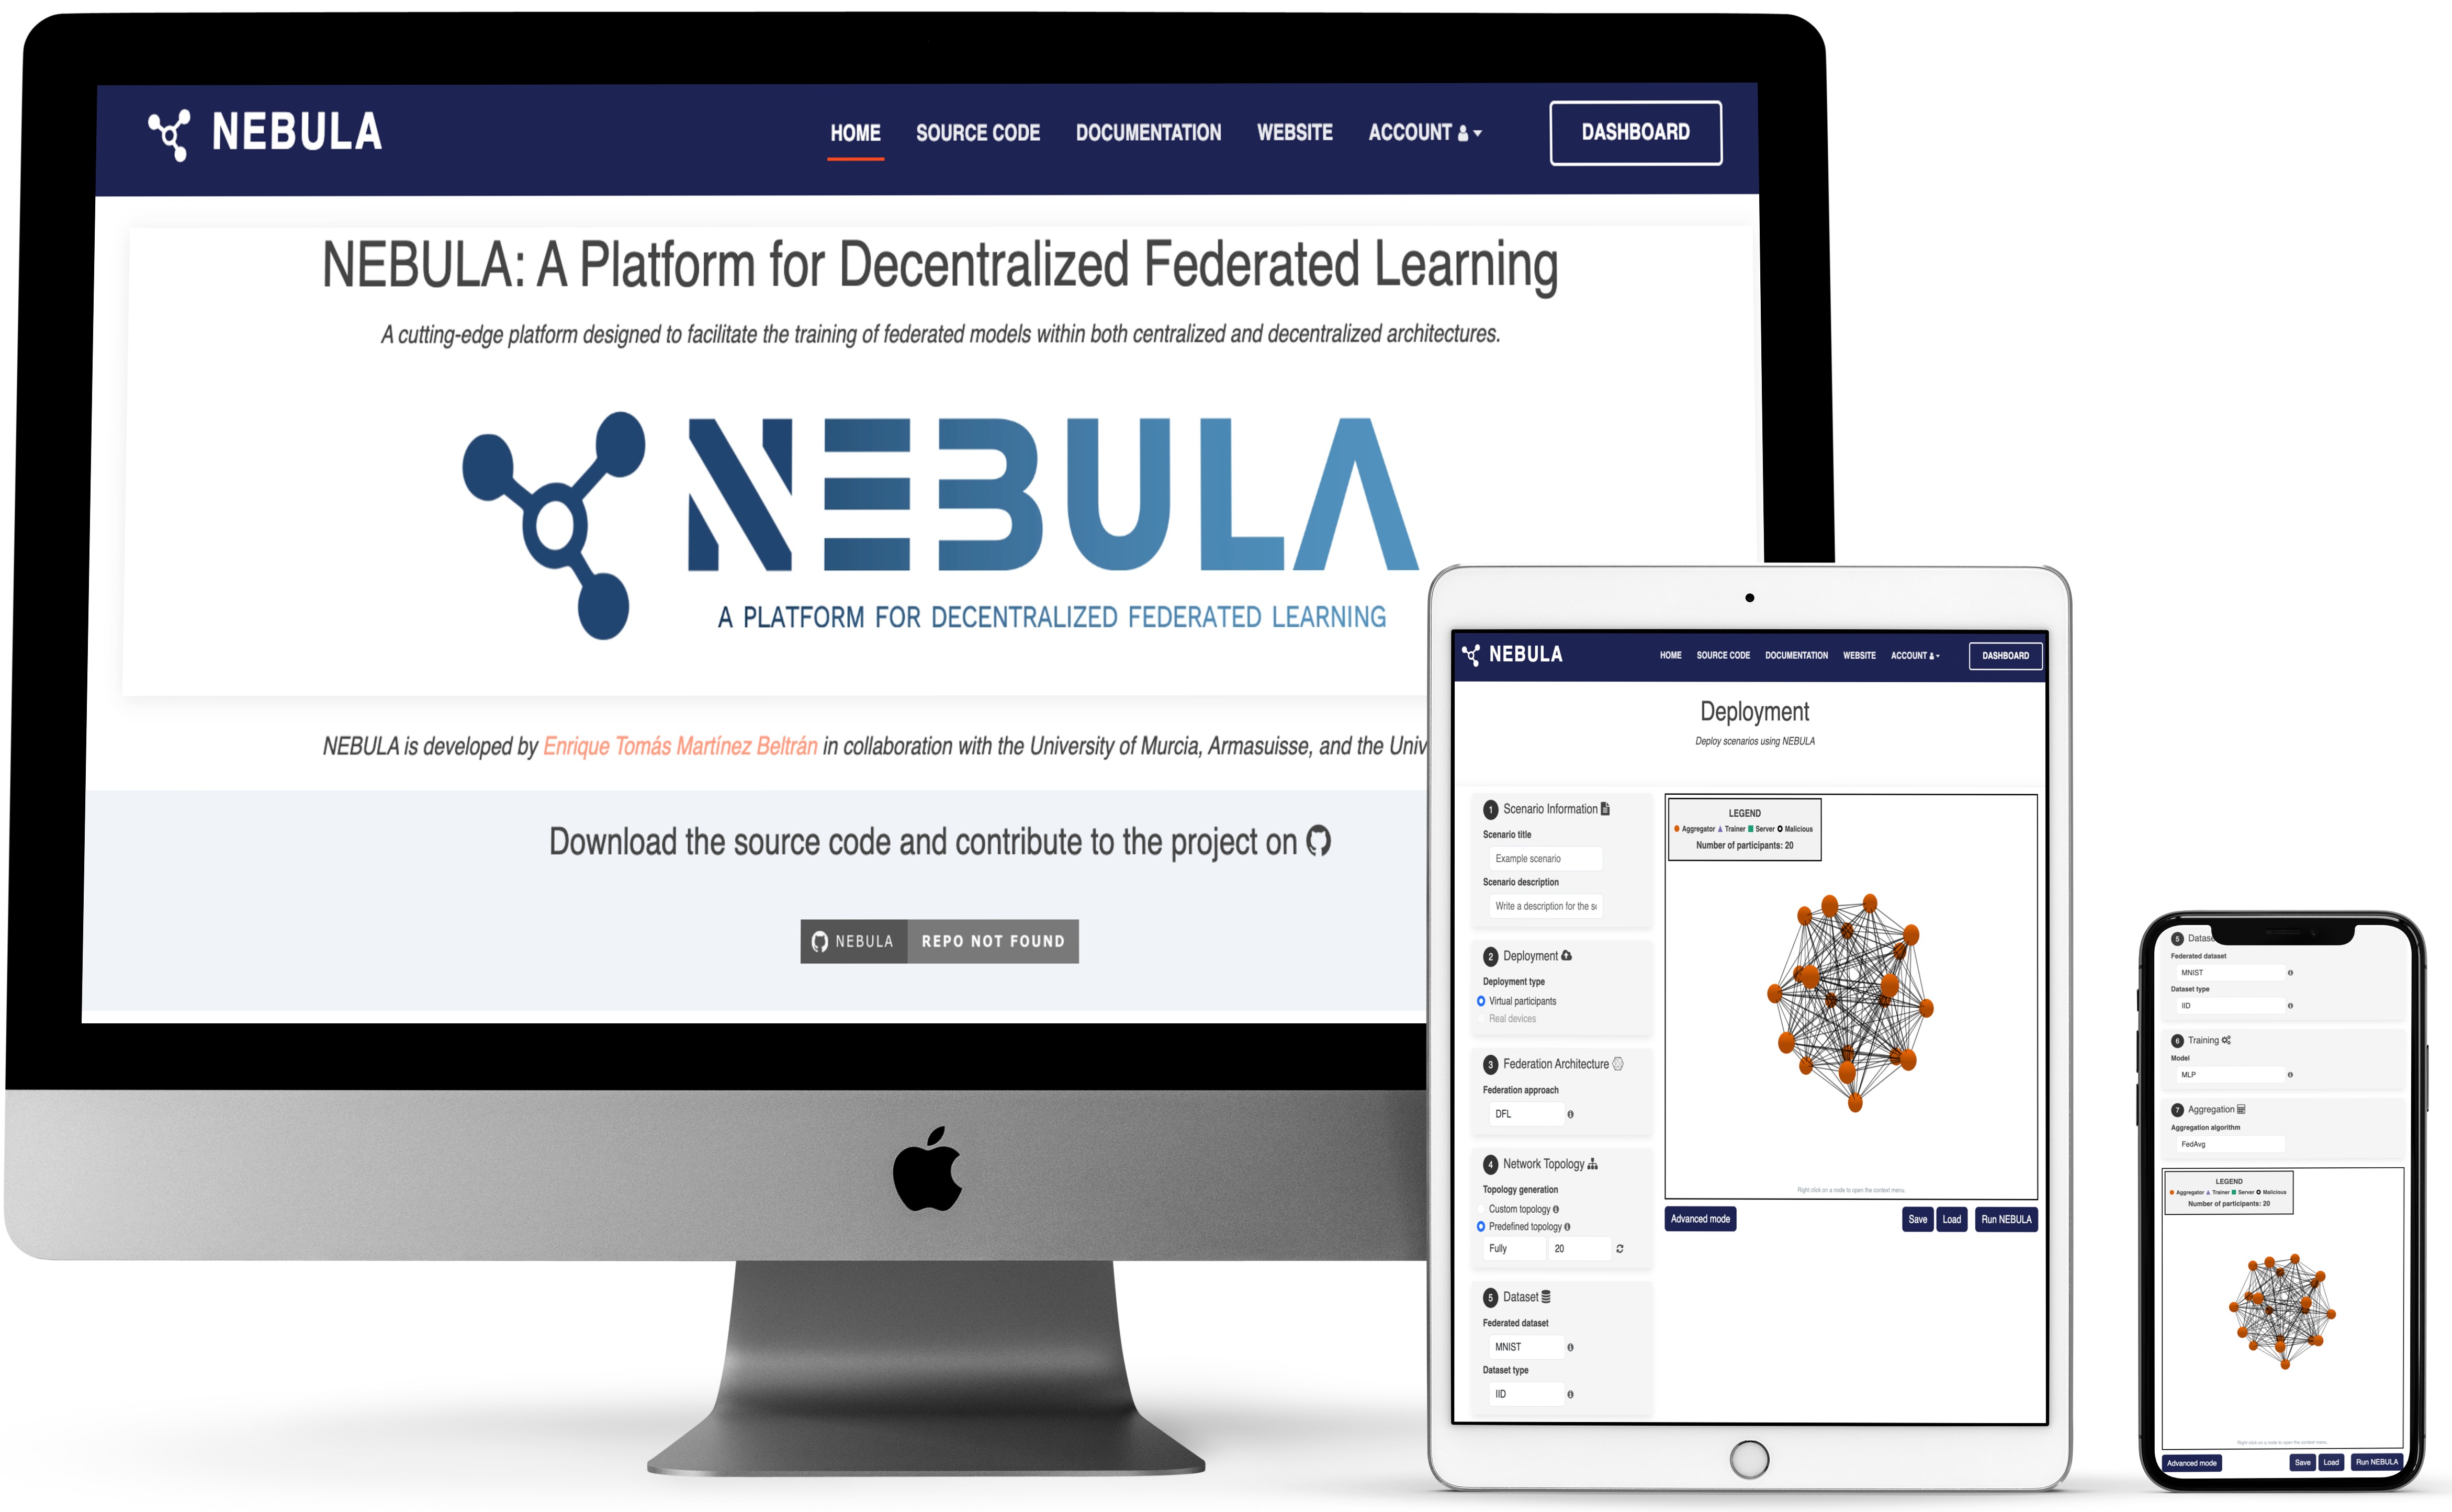 NEBULA
HOME SOURCE CODE DOCUMENTATION WEBSITE ACCOUNT DASHBOARD
NEBULA: A Platform for Decentralized Federated Learning
A cutting-edge platform designed to facilitate the training of federated models within both centralized and decentralized architectures.
NEBULA
A PLATFORM FOR DECENTRALIZED FEDERATED LEARNING
NEBULA is developed by Enrique Tomás Martínez Beltrán in collaboration with the University of Murcia, Armasuisse, and the Univ
Download the source code and contribute to the project on
NEBULA REPO NOT FOUND
NEBULA
HOME SOURCE CODE DOCUMENTATION WEBSITE ACCOUNT DASHBOARD
Deployment
Deploy scenarios using NEBULA
1 Scenario Information
Scenario title
Example scenario
Scenario description
Write a description for the sc
2 Deployment
Deployment type
Virtual participants
Real devices
3 Federation Architecture
Federation approach
DFL
4 Network Topology
Topology generation
Custom topology
Predefined topology
Fully 20
5 Dataset
Federated dataset
MNIST
Dataset type
IID
LEGEND
Aggregator Trainer Server Malicious
Number of participants: 20
Right click on a node to open the context menu.
Advanced mode Save Load Run NEBULA
5 Datase
Federated dataset
MNIST
Dataset type
IID
6 Training
Model
MLP
7 Aggregation
Aggregation algorithm
FedAvg
LEGEND
Aggregator Trainer Server Malicious
Number of participants: 20
Right click on a node to open the context menu.
Advanced mode Save Load Run NEBULA